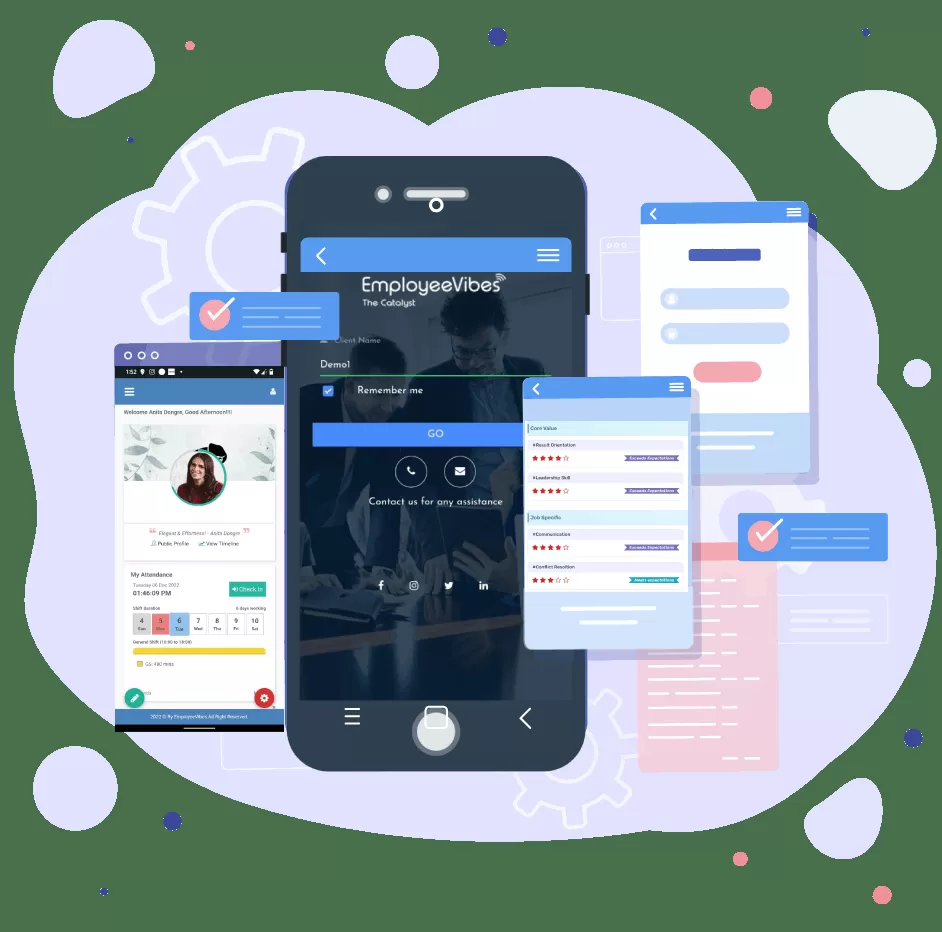 EmployeeVibes
The Catalyst
Client Name
Demo1
Remember me
GO
Contact us for any assistance
1:52
Welcome Anita Dongre, Good Afternoon!!!
Elegant & Effortless! - Anita Dongre
Public Profile View Timeline
My Attendance
Tuesday 06 Dec 2022
01:46:09 PM
Check In
Shift Duration 5 days working
4 5 6 7 8 9 10
Sun Mon Tue Wed Thu Fri Sat
General Shift (10:00 to 18:00)
480 mins
2022 © By EmployeeVibes All Right Reserved.
Core Value
#Result Orientation
Exceeds Expectations
#Leadership Skill
Exceeds Expectations
Job Specific
#Communication
Exceeds Expectations
#Conflict Resoltion
Meets expectations